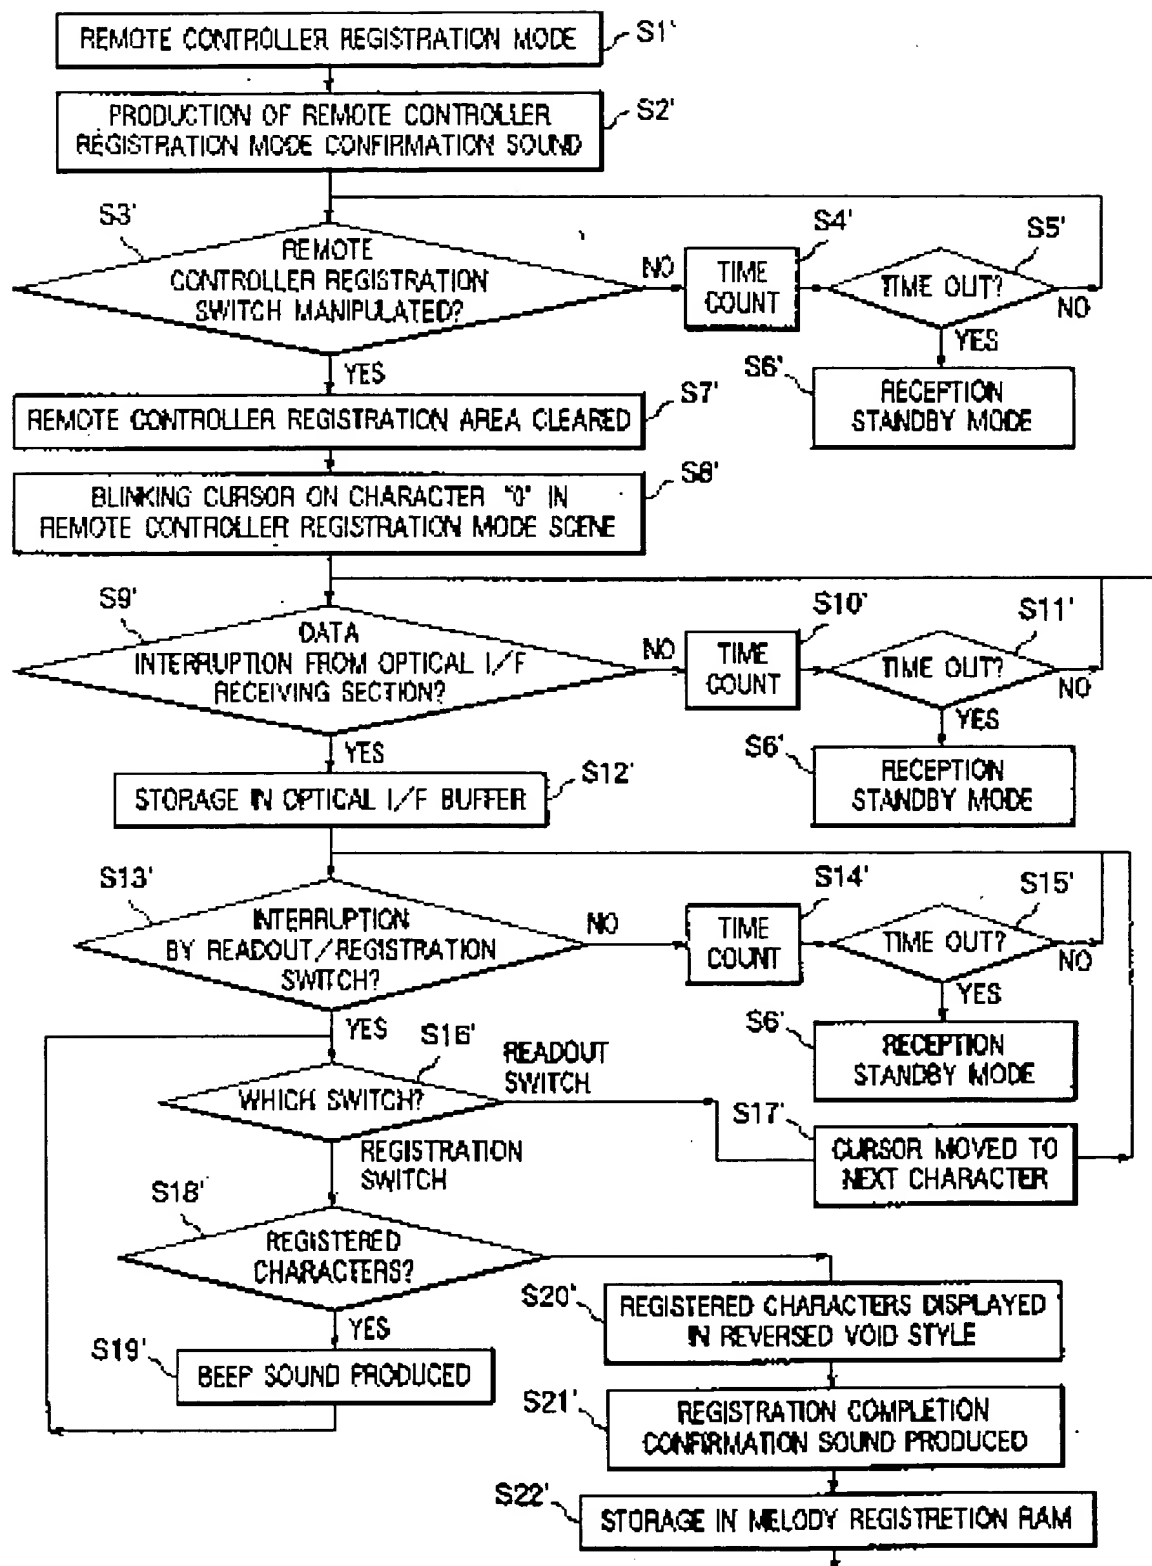 REMOTE CONTROLLER REGISTRATION MODE
S1'
PRODUCTION OF REMOTE CONTROLLER
REGISTRATION MODE CONFIRMATION SOUND
S2'
S3'
REMOTE
CONTROLLER REGISTRATION
SWITCH MANIPULATED?
NO
S4'
TIME
COUNT
S5'
TIME OUT?
NO
YES
YES
S6'
RECEPTION
STANDBY MODE
S7'
REMOTE CONTROLLER REGISTRATION AREA CLEARED
S8'
BLINKING CURSOR ON CHARACTER "0" IN
REMOTE CONTROLLER REGISTRATION MODE SCENE
S9'
DATA
INTERRUPTION FROM OPTICAL I/F
RECEIVING SECTION?
NO
S10'
TIME
COUNT
S11'
TIME OUT?
NO
YES
YES
S6'
RECEPTION
STANDBY MODE
S12'
STORAGE IN OPTICAL I/F BUFFER
S13'
INTERRUPTION
BY READOUT/REGISTRATION
SWITCH?
NO
S14'
TIME
COUNT
S15'
TIME OUT?
NO
YES
YES
S6'
RECEPTION
STANDBY MODE
S16'
WHICH SWITCH?
READOUT
SWITCH
S17'
CURSOR MOVED TO
NEXT CHARACTER
REGISTRATION
SWITCH
S18'
REGISTERED
CHARACTERS?
YES
S19'
BEEP SOUND PRODUCED
S20'
REGISTERED CHARACTERS DISPLAYED
IN REVERSED VOID STYLE
S21'
REGISTRATION COMPLETION
CONFIRMATION SOUND PRODUCED
S22'
STORAGE IN MELODY REGISTRETION RAM